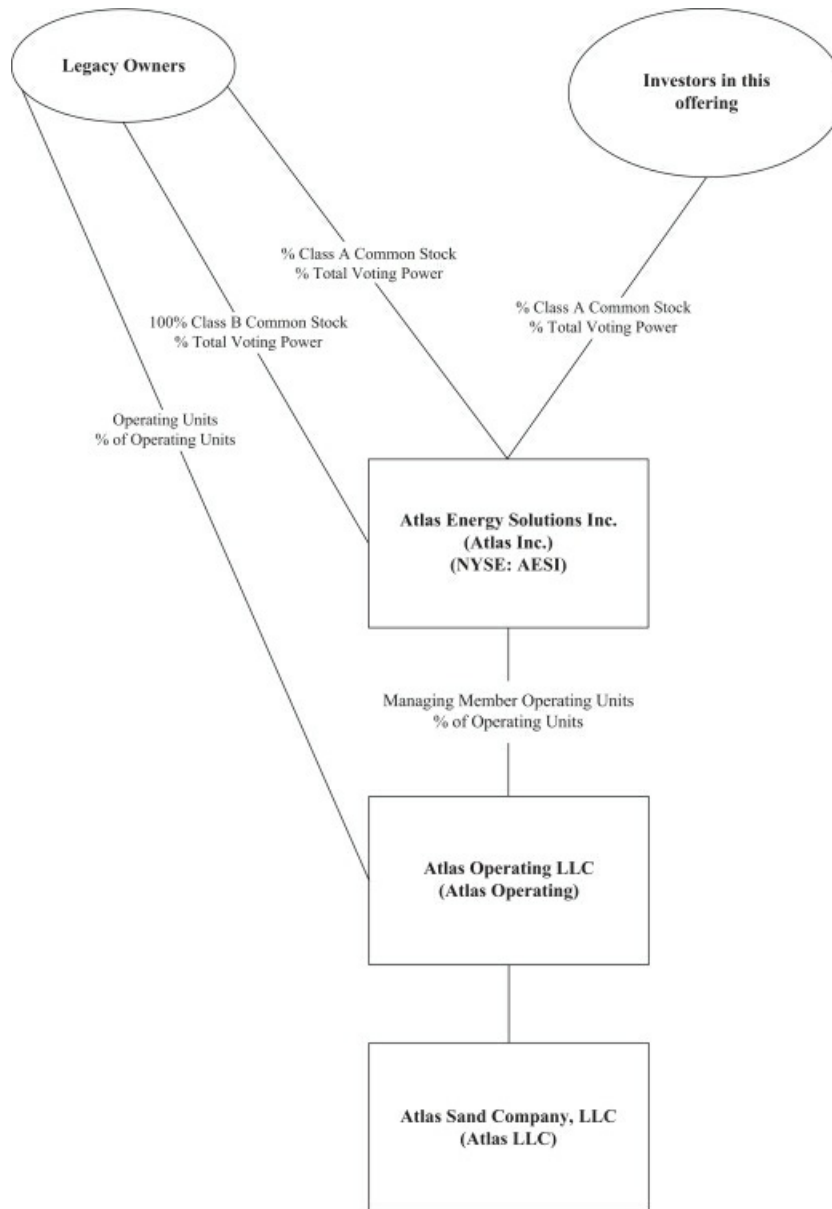 Legacy Owners
Investors in this
offering
% Class A Common Stock
% Total Voting Power
% Class A Common Stock
% Total Voting Power
100% Class B Common Stock
% Total Voting Power
Operating Units
% of Operating Units
Atlas Energy Solutions Inc.
(Atlas Inc.)
(NYSE: AESI)
Managing Member Operating Units
% of Operating Units
Atlas Operating LLC
(Atlas Operating)
Atlas Sand Company, LLC
(Atlas LLC)